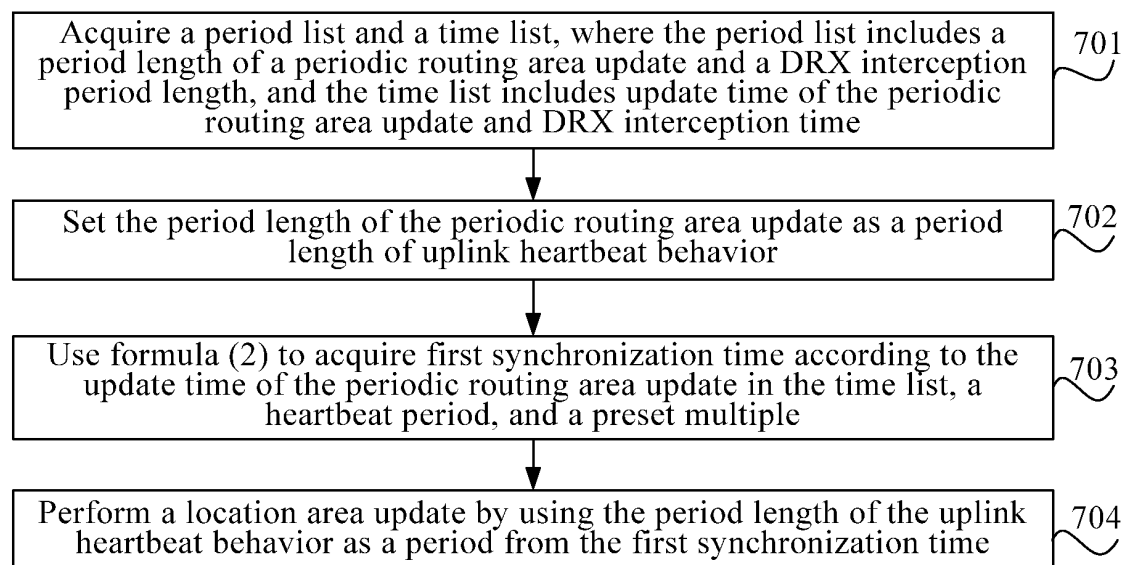 Acquire a period list and a time list, where the period list includes a
period length of a periodic routing area update and a DRX interception
period length, and the time list includes update time of the periodic
routing area update and DRX interception time
701
Set the period length of the periodic routing area update as a period
length of uplink heartbeat behavior
702
Use formula (2) to acquire first synchronization time according to the
update time of the periodic routing area update in the time list, a
heartbeat period, and a preset multiple
703
Perform a location area update by using the period length of the uplink
heartbeat behavior as a period from the first synchronization time
704